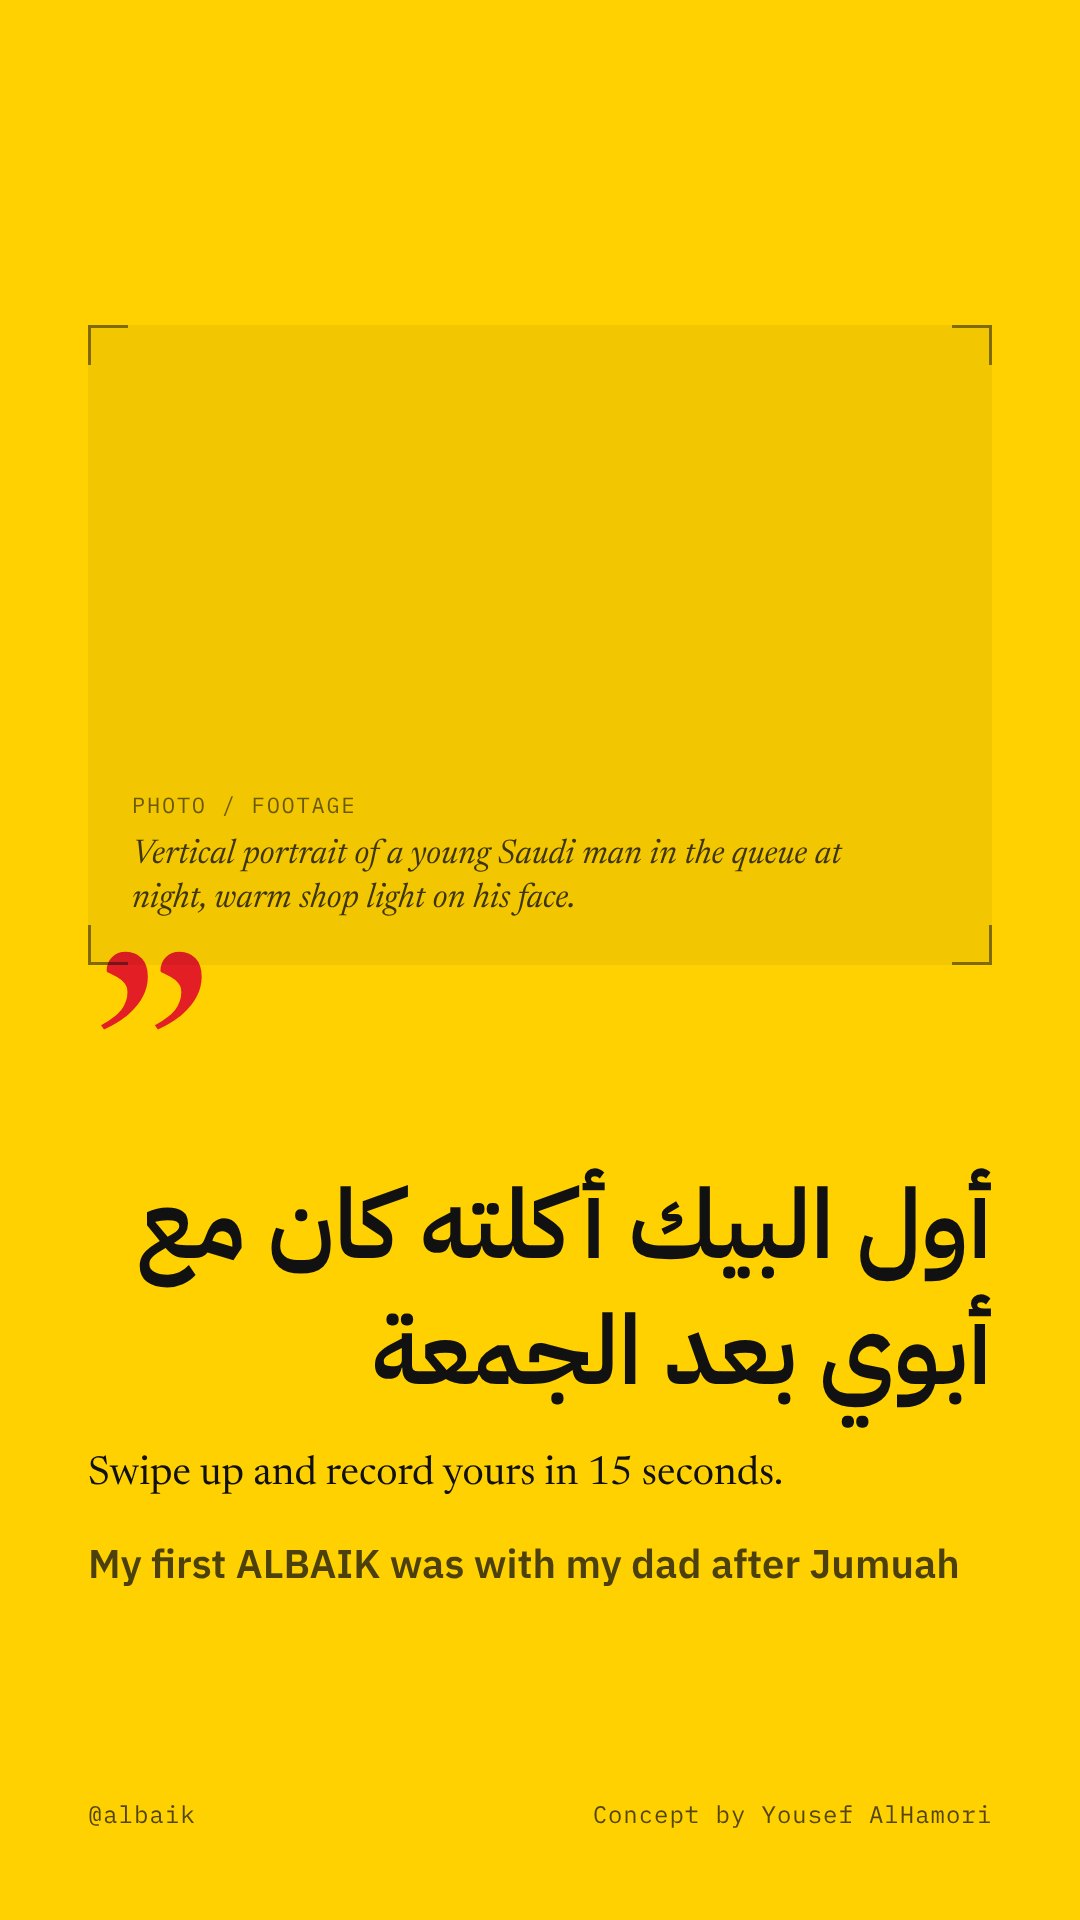 PHOTO / FOOTAGE
Vertical portrait of a young Saudi man in the queue at
night, warm shop light on his face.
”
أول البيك أكلته كان مع
أبوي بعد الجمعة
Swipe up and record yours in 15 seconds.
My first ALBAIK was with my dad after Jumuah
@albaik
Concept by Yousef AlHamori